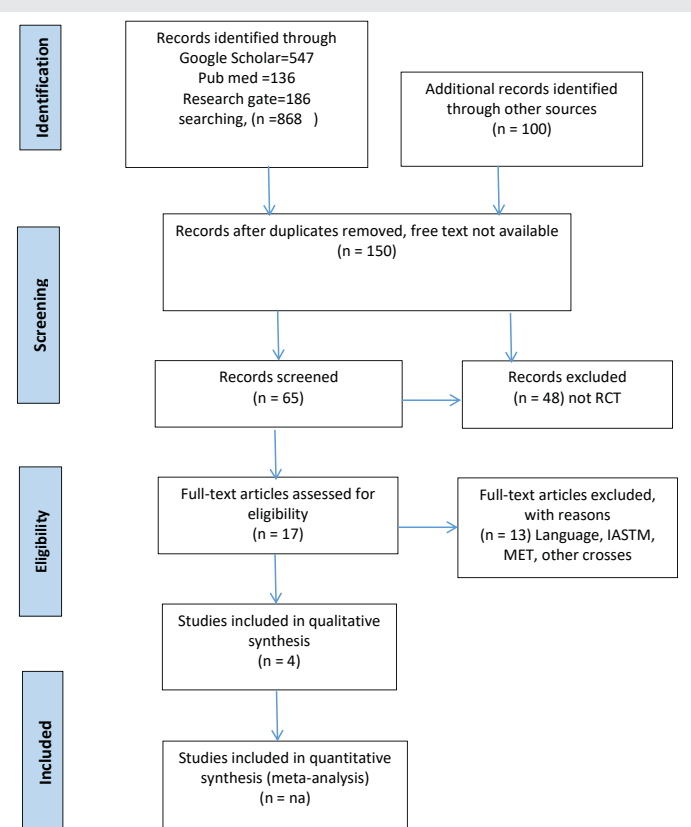 Identification
Records identified through
Google Scholar=547
Pub med =136
Research gate=186
searching, (n =868 )
Additional records identified
through other sources
(n = 100)
Screening
Records after duplicates removed, free text not available
(n = 150)
Records screened
(n = 65)
Records excluded
(n = 48) not RCT
Eligibility
Full-text articles assessed for
eligibility
(n = 17)
Full-text articles excluded,
with reasons
(n = 13) Language, IASTM,
MET, other crosses
Studies included in qualitative
synthesis
(n = 4)
Included
Studies included in quantitative
synthesis (meta-analysis)
(n = na)